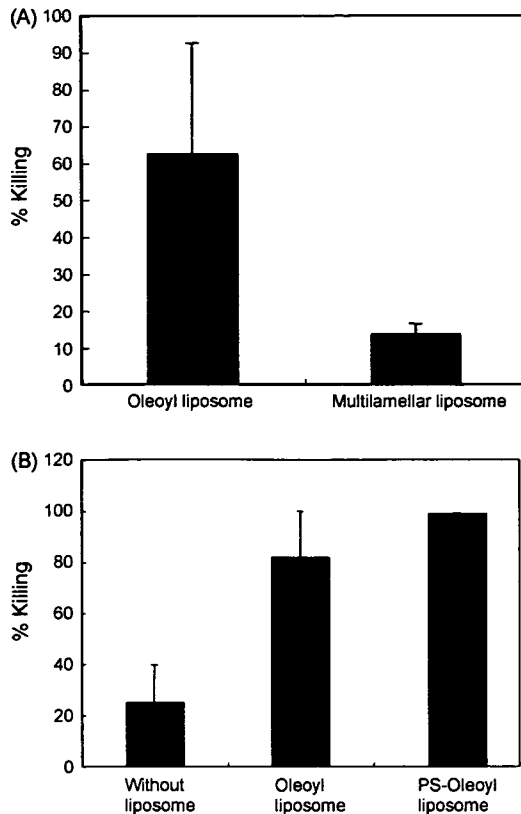 (A)
100
90
80
70
60
50
40
30
20
10
0
% Killing
Oleoyl liposome
Multilamellar liposome
(B)
120
100
80
60
40
20
0
% Killing
Without
liposome
Oleoyl
liposome
PS-Oleoyl
liposome